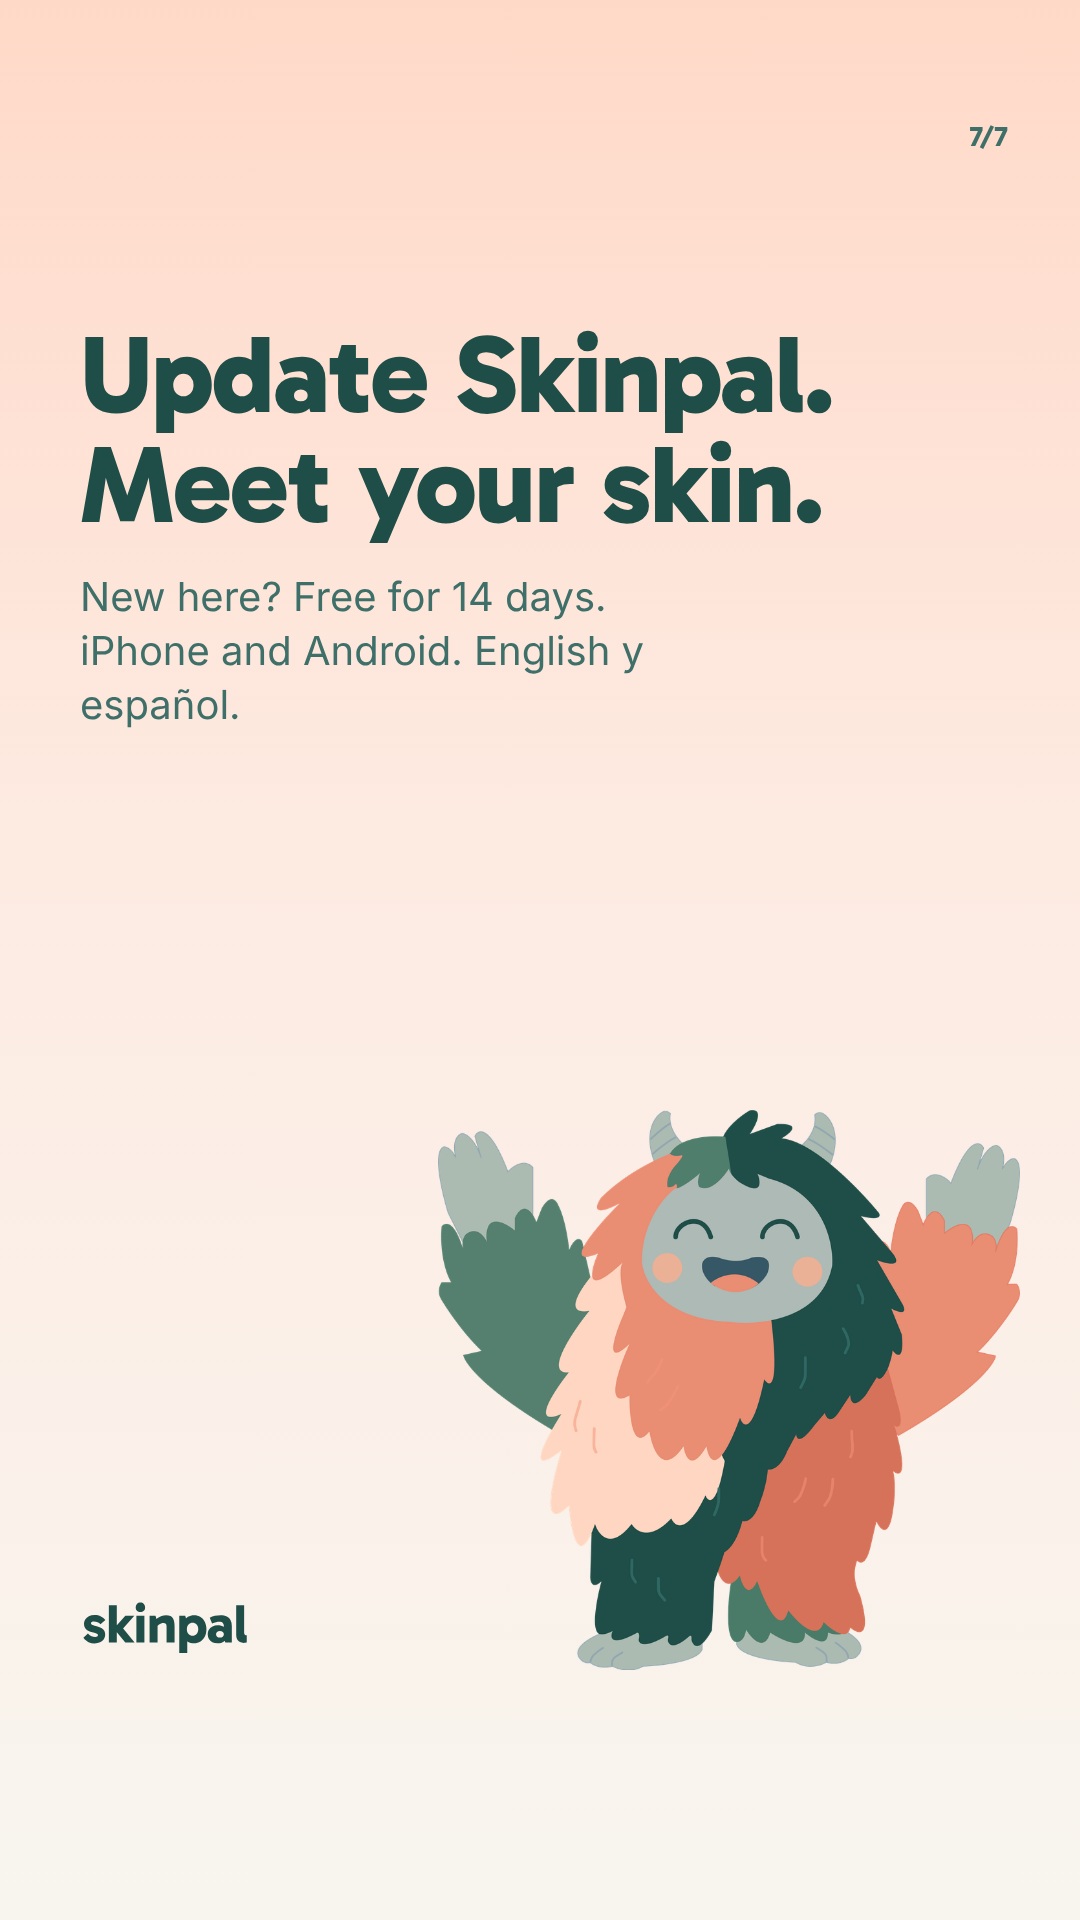 7/7
Update Skinpal.
Meet your skin.
New here? Free for 14 days.
iPhone and Android. English y
español.
skinpal